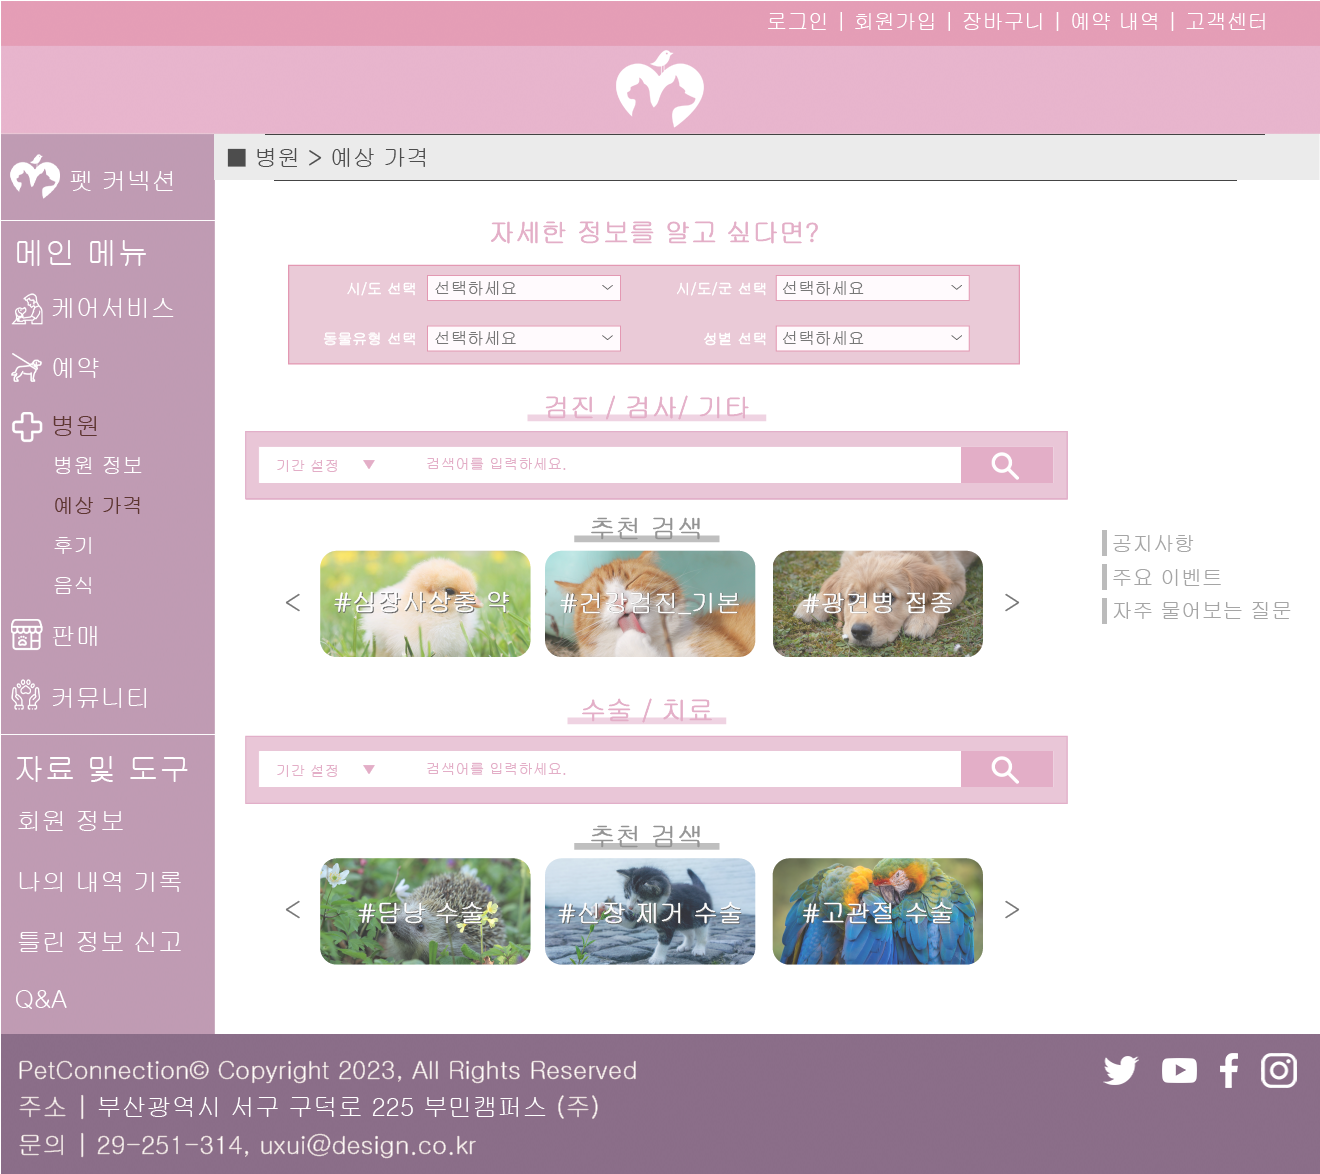 로그인 | 회원가입 | 장바구니 | 예약 내역 | 고객센터
펫 커넥션
■ 병원 > 예상 가격
메인 메뉴
케어서비스
예약
병원
병원 정보
예상 가격
후기
음식
판매
커뮤니티
자료 및 도구
회원 정보
나의 내역 기록
틀린 정보 신고
Q&A
자세한 정보를 알고 싶다면?
시/도 선택 선택하세요 시/도/군 선택 선택하세요
동물유형 선택 선택하세요 성별 선택 선택하세요
검진 / 검사/ 기타
기간 설정 ▼ 검색어를 입력하세요.
추천 검색
< #심장사상충 약 #건강검진_기본 #광견병 접종 >
수술 / 치료
기간 설정 ▼ 검색어를 입력하세요.
추천 검색
< #담낭 수술 #신장 제거 수술 #고관절 수술 >
공지사항
주요 이벤트
자주 물어보는 질문
PetConnection© Copyright 2023, All Rights Reserved
주소 | 부산광역시 서구 구덕로 225 부민캠퍼스 (주)
문의 | 29-251-314, uxui@design.co.kr